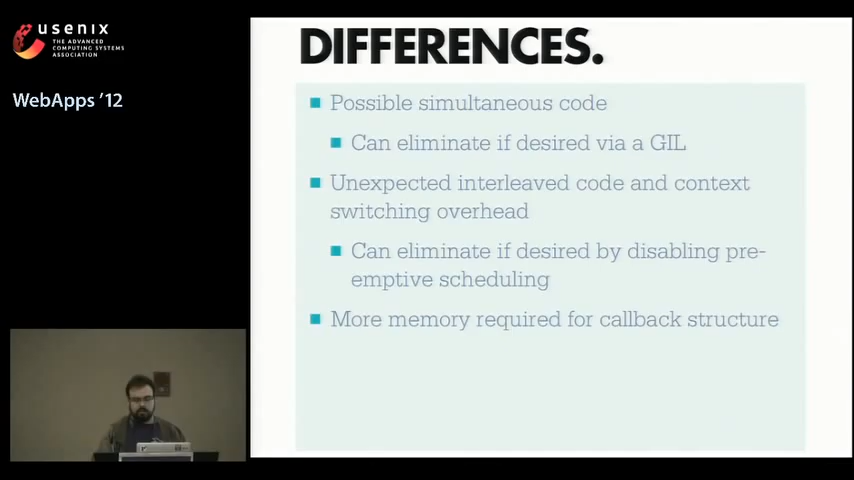 usenix
THE ADVANCED
COMPUTING SYSTEMS
ASSOCIATION
WebApps '12
DIFFERENCES.
Possible simultaneous code
Can eliminate if desired via a GIL
Unexpected interleaved code and context
switching overhead
Can eliminate if desired by disabling pre-
emptive scheduling
More memory required for callback structure